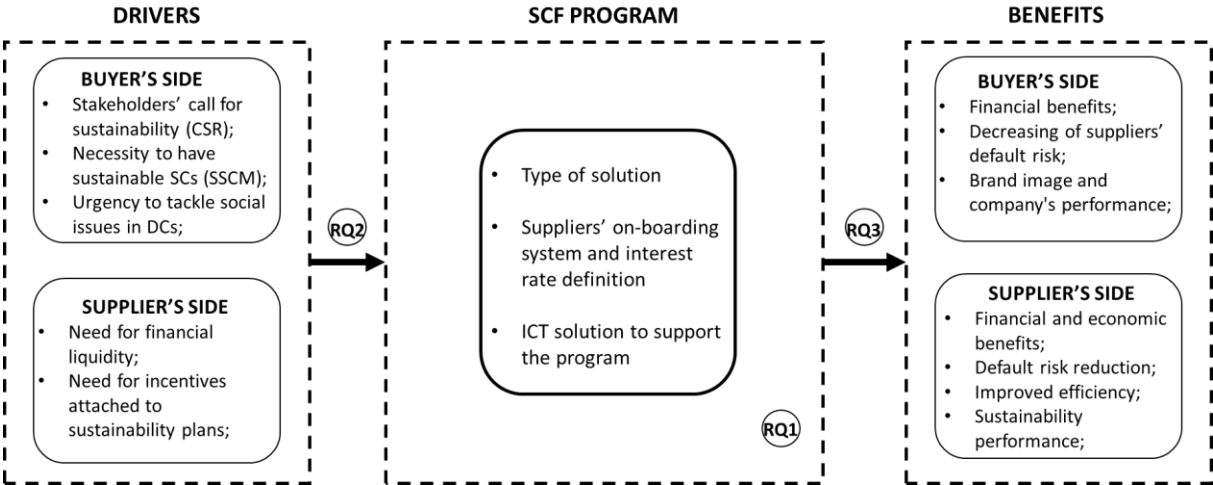 DRIVERS
BUYER'S SIDE
• Stakeholders' call for
sustainability (CSR);
• Necessity to have
sustainable SCs (SSCM);
• Urgency to tackle social
issues in DCs;
SUPPLIER'S SIDE
• Need for financial
liquidity;
• Need for incentives
attached to
sustainability plans;
RQ2
SCF PROGRAM
• Type of solution
• Suppliers' on-boarding
system and interest
rate definition
• ICT solution to support
the program
RQ1
RQ3
BENEFITS
BUYER'S SIDE
• Financial benefits;
• Decreasing of suppliers'
default risk;
• Brand image and
company's performance;
SUPPLIER'S SIDE
• Financial and economic
benefits;
• Default risk reduction;
• Improved efficiency;
• Sustainability
performance;